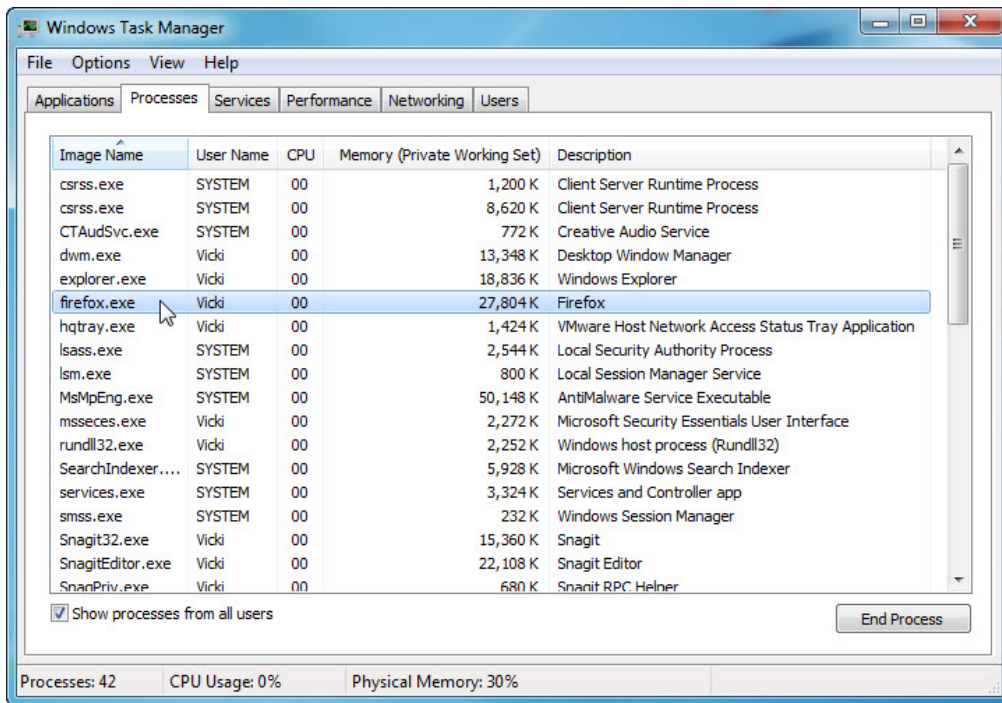 Windows Task Manager
File Options View Help
Applications Processes Services Performance Networking Users
Image Name User Name CPU Memory (Private Working Set) Description
csrss.exe SYSTEM 00 1,200 K Client Server Runtime Process
csrss.exe SYSTEM 00 8,620 K Client Server Runtime Process
CTAudSvc.exe SYSTEM 00 772 K Creative Audio Service
dwm.exe Vicki 00 13,348 K Desktop Window Manager
explorer.exe Vicki 00 18,836 K Windows Explorer
firefox.exe Vicki 00 27,804 K Firefox
hqtray.exe Vicki 00 1,424 K VMware Host Network Access Status Tray Application
lsass.exe SYSTEM 00 2,544 K Local Security Authority Process
lsm.exe SYSTEM 00 800 K Local Session Manager Service
MsMpEng.exe SYSTEM 00 50,148 K AntiMalware Service Executable
msseces.exe Vicki 00 2,272 K Microsoft Security Essentials User Interface
rundll32.exe Vicki 00 2,252 K Windows host process (Rundll32)
SearchIndexer.... SYSTEM 00 5,928 K Microsoft Windows Search Indexer
services.exe SYSTEM 00 3,324 K Services and Controller app
smss.exe SYSTEM 00 232 K Windows Session Manager
Snagit32.exe Vicki 00 15,360 K Snagit
SnagitEditor.exe Vicki 00 22,108 K Snagit Editor
SnagPriv.exe Vicki 00 680 K Snagit RPC Helper
Show processes from all users
End Process
Processes: 42 CPU Usage: 0% Physical Memory: 30%